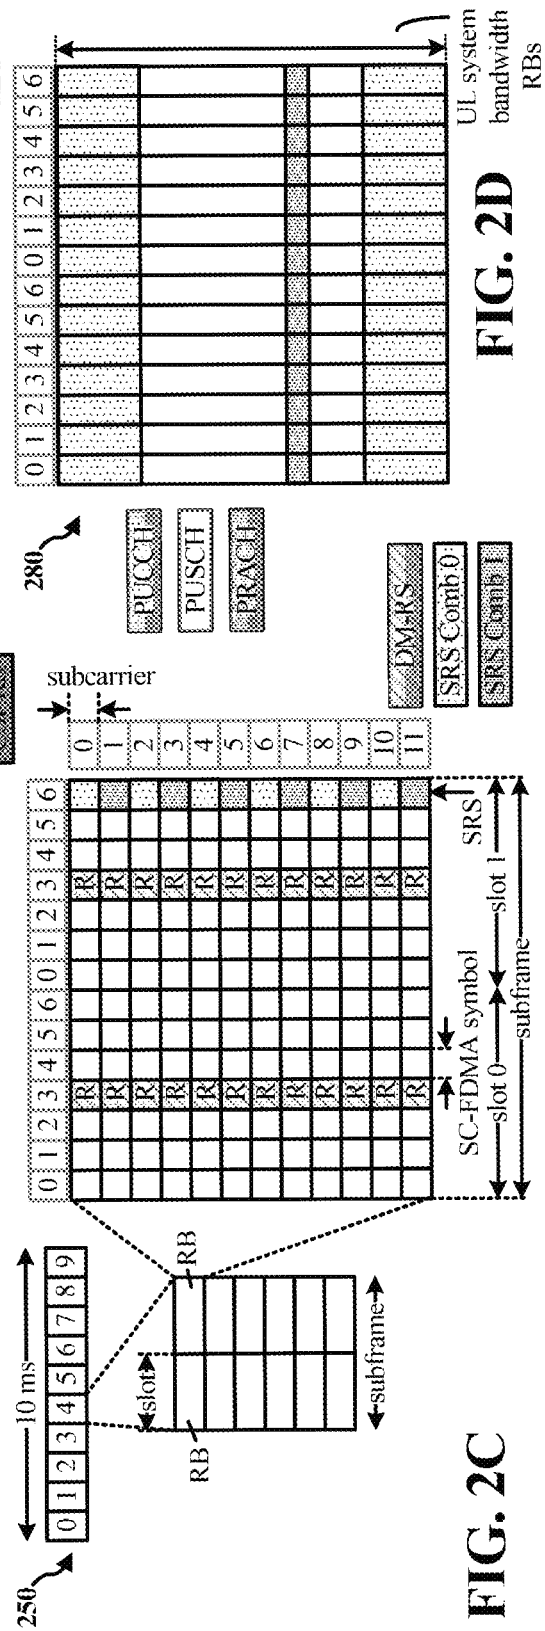 250
10 ms
0 1 2 3 4 5 6 7 8 9
RB
RB
slot
subframe
FIG. 2C
0 1 2 3 4 5 6 0 1 2 3 4 5 6
R R
R R
R R
R R
R R
R R
R R
R R
R R
R R
R R
R R
subcarrier
0
1
2
3
4
5
6
7
8
9
10
11
SC-FDMA symbol
SRS
slot 0
slot 1
subframe
DM-RS
SRS Comb 0
SRS Comb 1
280
PUCCH
PUSCH
PRACH
0 1 2 3 4 5 6 0 1 2 3 4 5 6
UL system
bandwidth
RBs
FIG. 2D